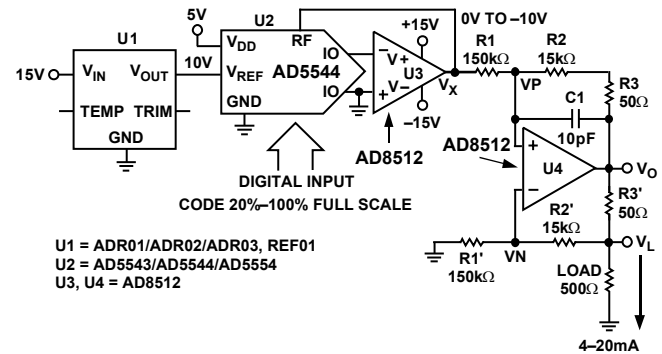 U1
15V
VIN
VOUT
TEMP
TRIM
GND
10V
5V
U2
VDD
RF
IO
VREF
AD5544
GND
IO
+15V
–
V+
U3
+
V–
–15V
AD8512
0V TO –10V
VX
R1
150kΩ
R2
15kΩ
VP
R3
50Ω
C1
10pF
AD8512
+
U4
–
VO
R3'
50Ω
R2'
15kΩ
VL
VN
R1'
150kΩ
LOAD
500Ω
4–20mA
DIGITAL INPUT
CODE 20%–100% FULL SCALE
U1 = ADR01/ADR02/ADR03, REF01
U2 = AD5543/AD5544/AD5554
U3, U4 = AD8512